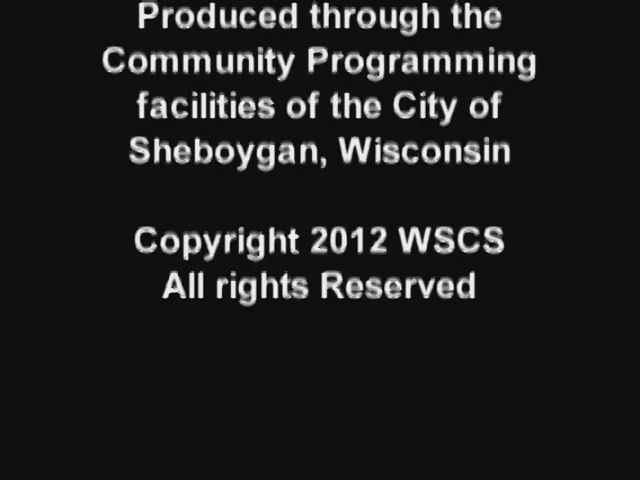 Produced through the
Community Programming
facilities of the City of
Sheboygan, Wisconsin
Copyright 2012 WSCS
All rights Reserved